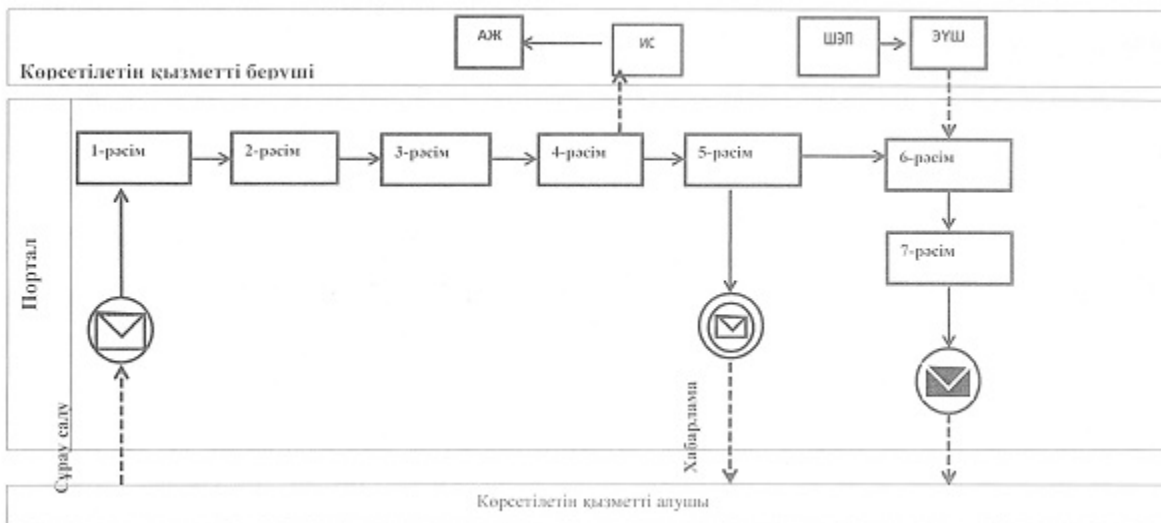 АЖ
ИС
ШЭП
ЭҮШ
Көрсетілетін қызметті беруші
1-рәсім
2-рәсім
3-рәсім
4-рәсім
5-рәсім
6-рәсім
7-рәсім
Портал
Сұрау салу
Хабарлама
Көрсетілетін қызметті алушы